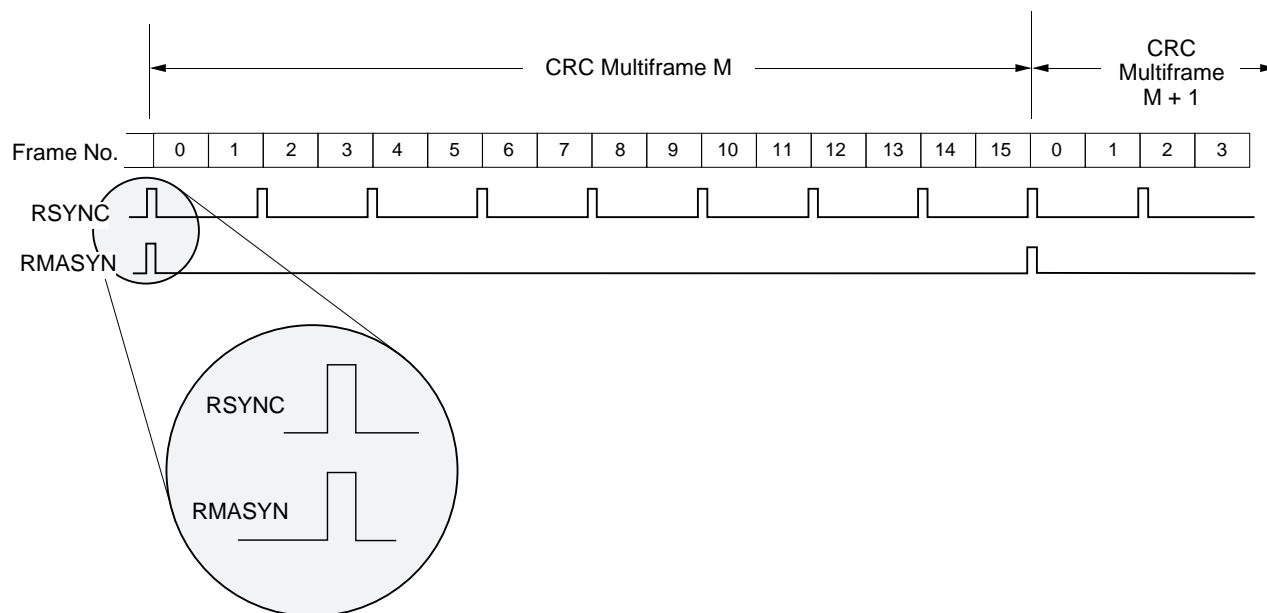 CRC Multiframe M
CRC
Multiframe
M + 1
Frame No. 0 1 2 3 4 5 6 7 8 9 10 11 12 13 14 15 0 1 2 3
RSYNC
RMASYN
RSYNC
RMASYN